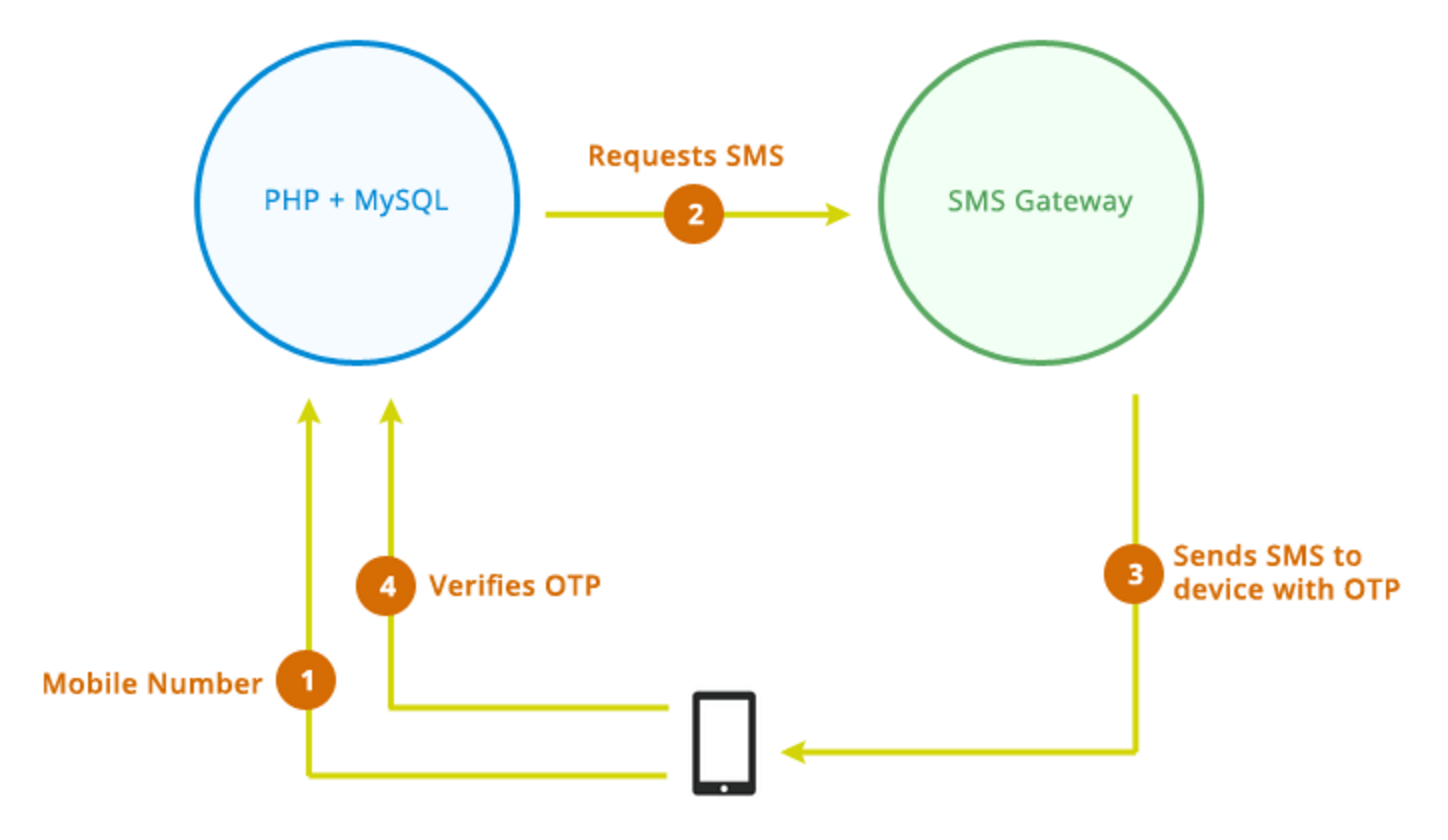 PHP + MySQL
Requests SMS
2
SMS Gateway
4
Verifies OTP
3
Sends SMS to
device with OTP
Mobile Number
1